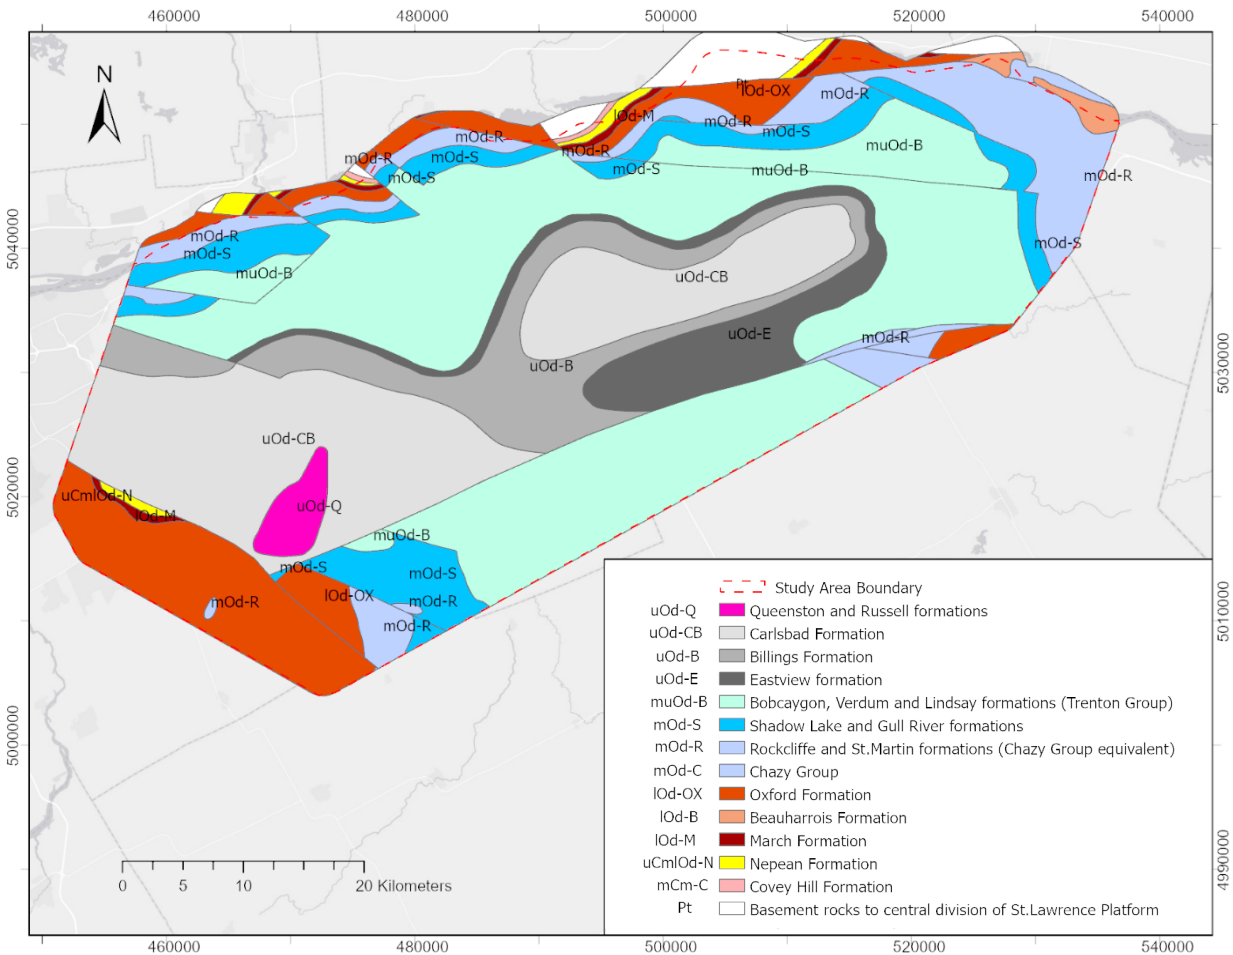 460000 480000 500000 520000 540000
N
Pt
lOd-OX
mOd-R
lOd-M
mOd-R
mOd-S
mOd-R
muOd-B
mOd-R
mOd-R
mOd-S
mOd-S
muOd-B
mOd-S
mOd-R
mOd-R
mOd-S
mOd-S
muOd-B
uOd-CB
5040000
uOd-E
mOd-R
uOd-B
5030000
uOd-CB
uCmlOd-N
uOd-Q
lOd-M
5020000
muOd-B
mOd-S
mOd-S
lOd-OX
mOd-R
mOd-R
mOd-R
5010000
Study Area Boundary
uOd-Q Queenston and Russell formations
uOd-CB Carlsbad Formation
uOd-B Billings Formation
uOd-E Eastview formation
muOd-B Bobcaygon, Verdum and Lindsay formations (Trenton Group)
mOd-S Shadow Lake and Gull River formations
mOd-R Rockcliffe and St.Martin formations (Chazy Group equivalent)
mOd-C Chazy Group
lOd-OX Oxford Formation
lOd-B Beauharrois Formation
lOd-M March Formation
uCmlOd-N Nepean Formation
mCm-C Covey Hill Formation
Pt Basement rocks to central division of St.Lawrence Platform
5000000
4990000
0 5 10 20 Kilometers
460000 480000 500000 520000 540000